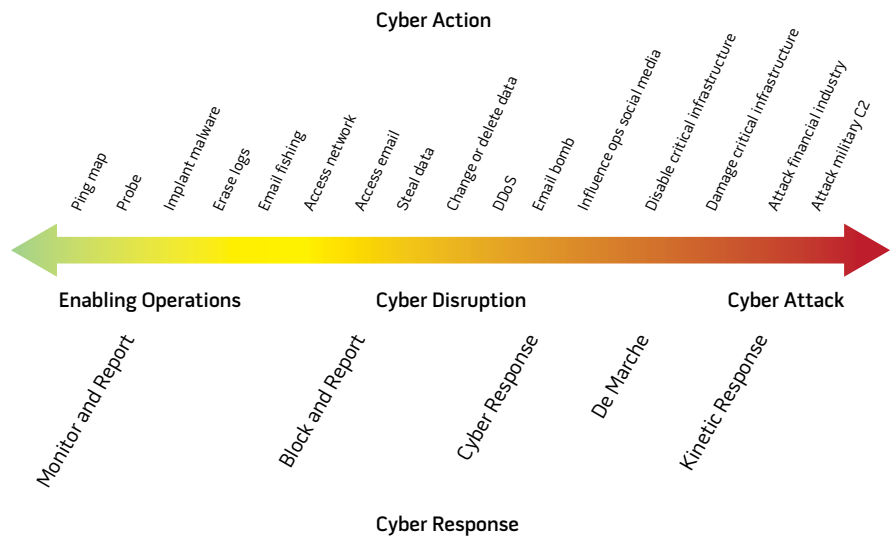 Cyber Action
Ping map
Probe
Implant malware
Erase logs
Email fishing
Access network
Access email
Steal data
Change or delete data
DDoS
Email bomb
Influence ops social media
Disable critical infrastructure
Damage critical infrastructure
Attack financial industry
Attack military C2
Enabling Operations
Cyber Disruption
Cyber Attack
Monitor and Report
Block and Report
Cyber Response
De Marche
Kinetic Response
Cyber Response